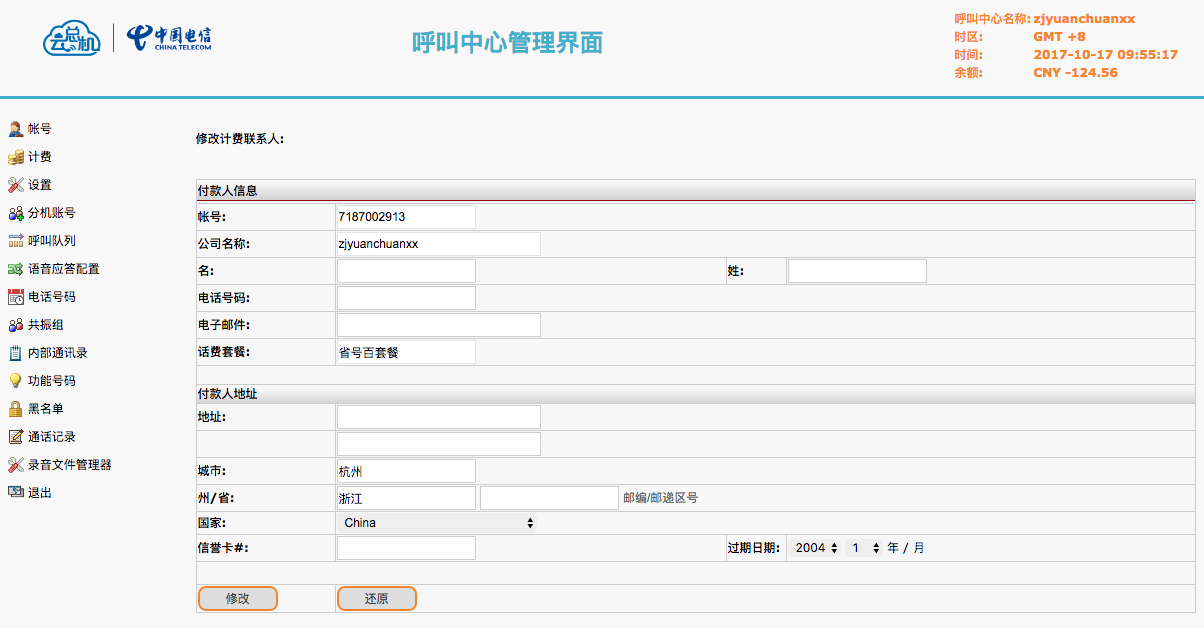 云总机
中国电信
CHINA TELECOM
呼叫中心管理界面
呼叫中心名称: zjyuanchuanxx
时区: GMT +8
时间: 2017-10-17 09:55:17
余额: CNY -124.56
帐号
计费
设置
分机账号
呼叫队列
语音应答配置
电话号码
共振组
内部通讯录
功能号码
黑名单
通话记录
录音文件管理器
退出
修改计费联系人:
付款人信息
帐号: 7187002913
公司名称: zjyuanchuanxx
名: 姓:
电话号码:
电子邮件:
话费套餐: 省号百套餐
付款人地址
地址:
城市: 杭州
州/省: 浙江 邮编/邮递区号
国家: China
信誉卡#: 过期日期: 2004 1 年 / 月
修改 还原